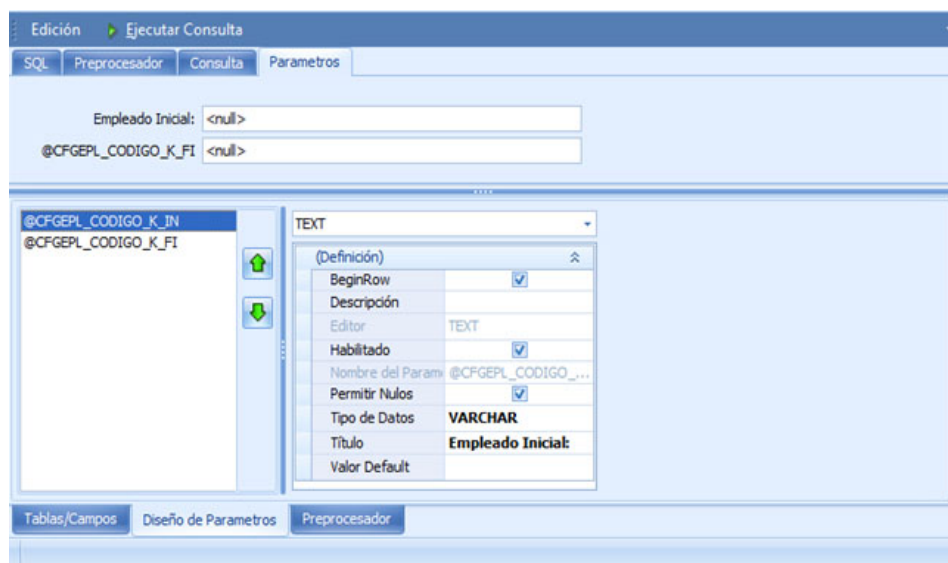 Edición Ejecutar Consulta
SQL Preprocesador Consulta Parametros
Empleado Inicial: <null>
@CFGEPL_CODIGO_K_FI <null>
@CFGEPL_CODIGO_K_IN
@CFGEPL_CODIGO_K_FI
TEXT
(Definición)
BeginRow
Descripción
Editor TEXT
Habilitado
Nombre del Param @CFGEPL_CODIGO_...
Permitir Nulos
Tipo de Datos VARCHAR
Título Empleado Inicial:
Valor Default
Tablas/Campos Diseño de Parametros Preprocesador